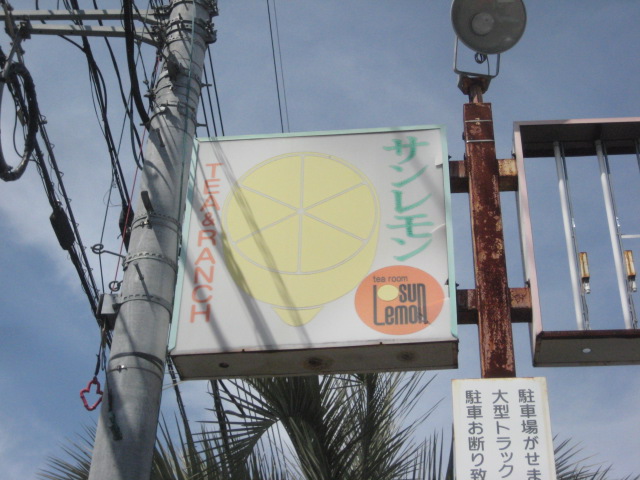 TEA&RANCH
サンレモン
tea room
sun
Lemon
駐車場がせま
大型トラック
駐車お断り致